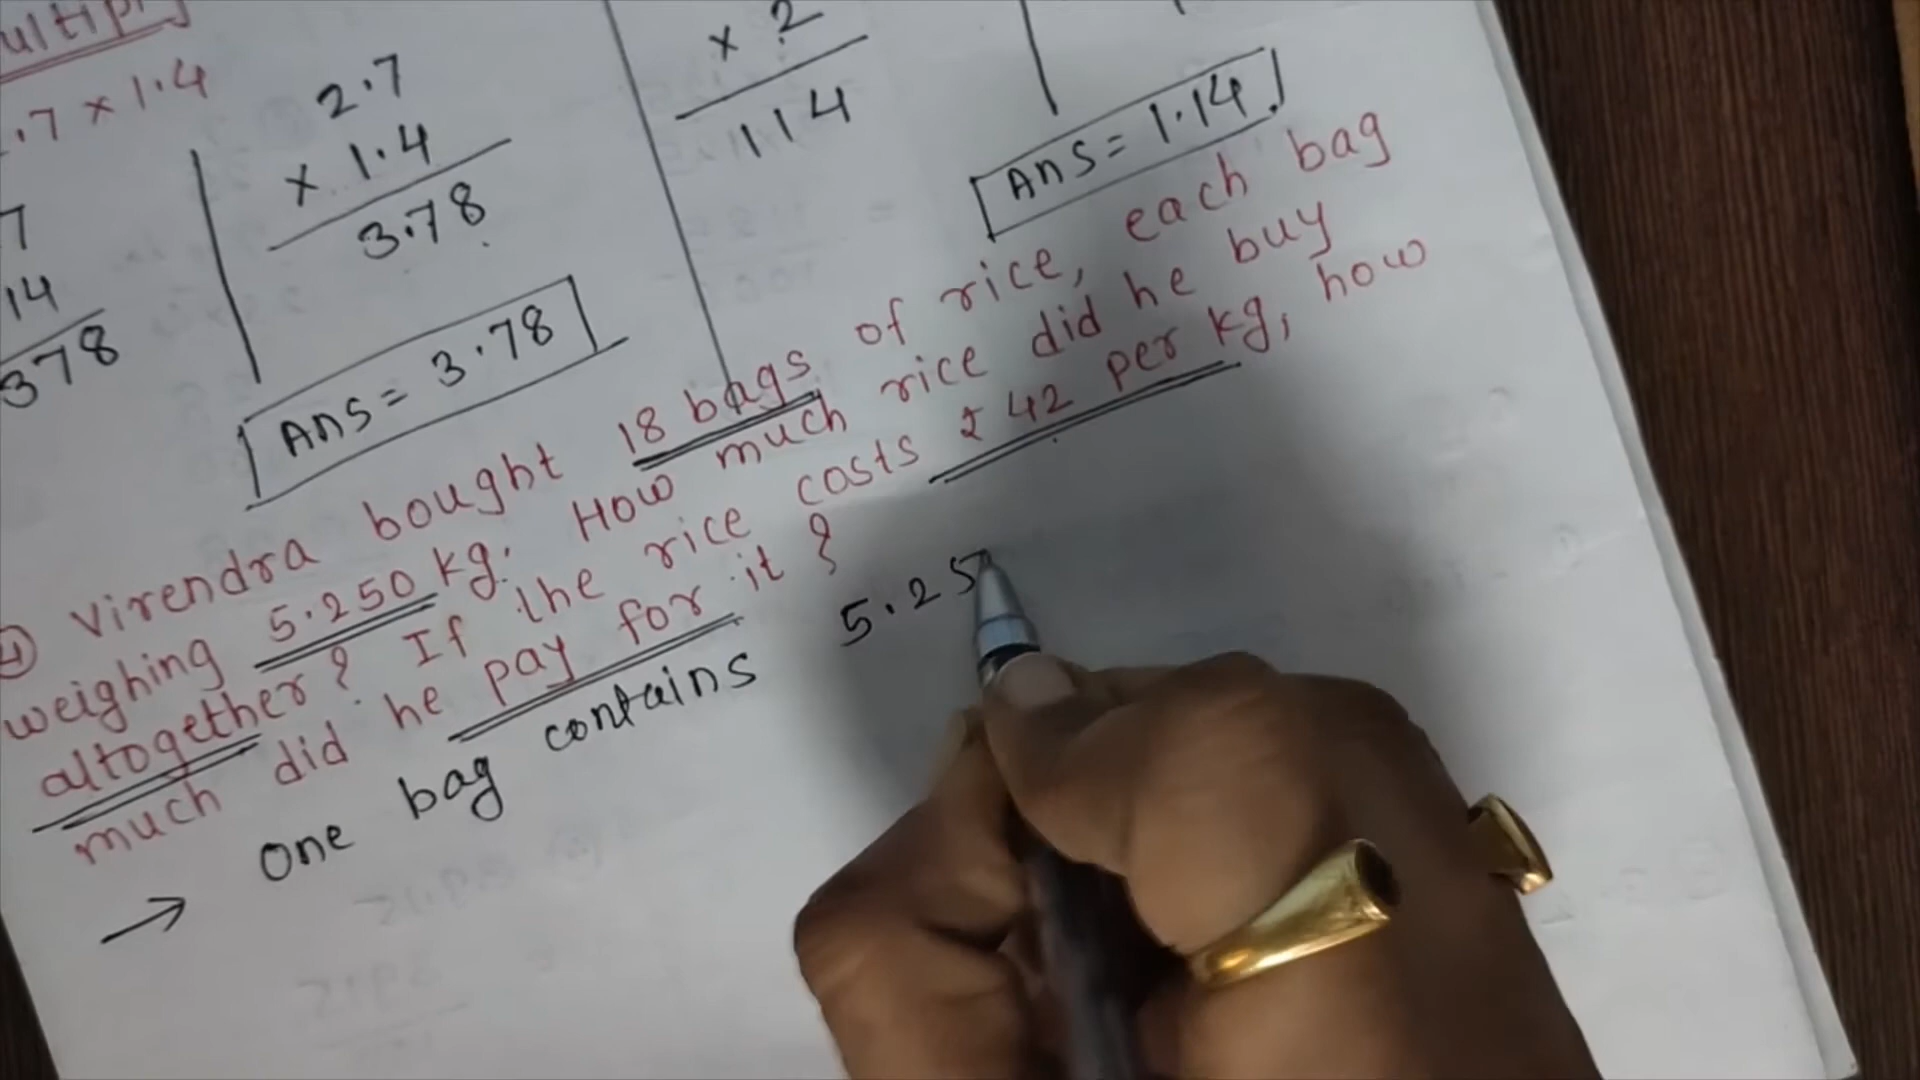 .7 × 1.4
7
14
378
2.7
× 1.4
3.78
Ans = 3.78
× 2
114
Ans = 1.14
Virendra bought 18 bags of rice, each bag
weighing 5.250 kg. How much rice did he buy
altogether? If the rice costs ₹ 42 per kg, how
much did he pay for it ?
→ One bag contains 5.25